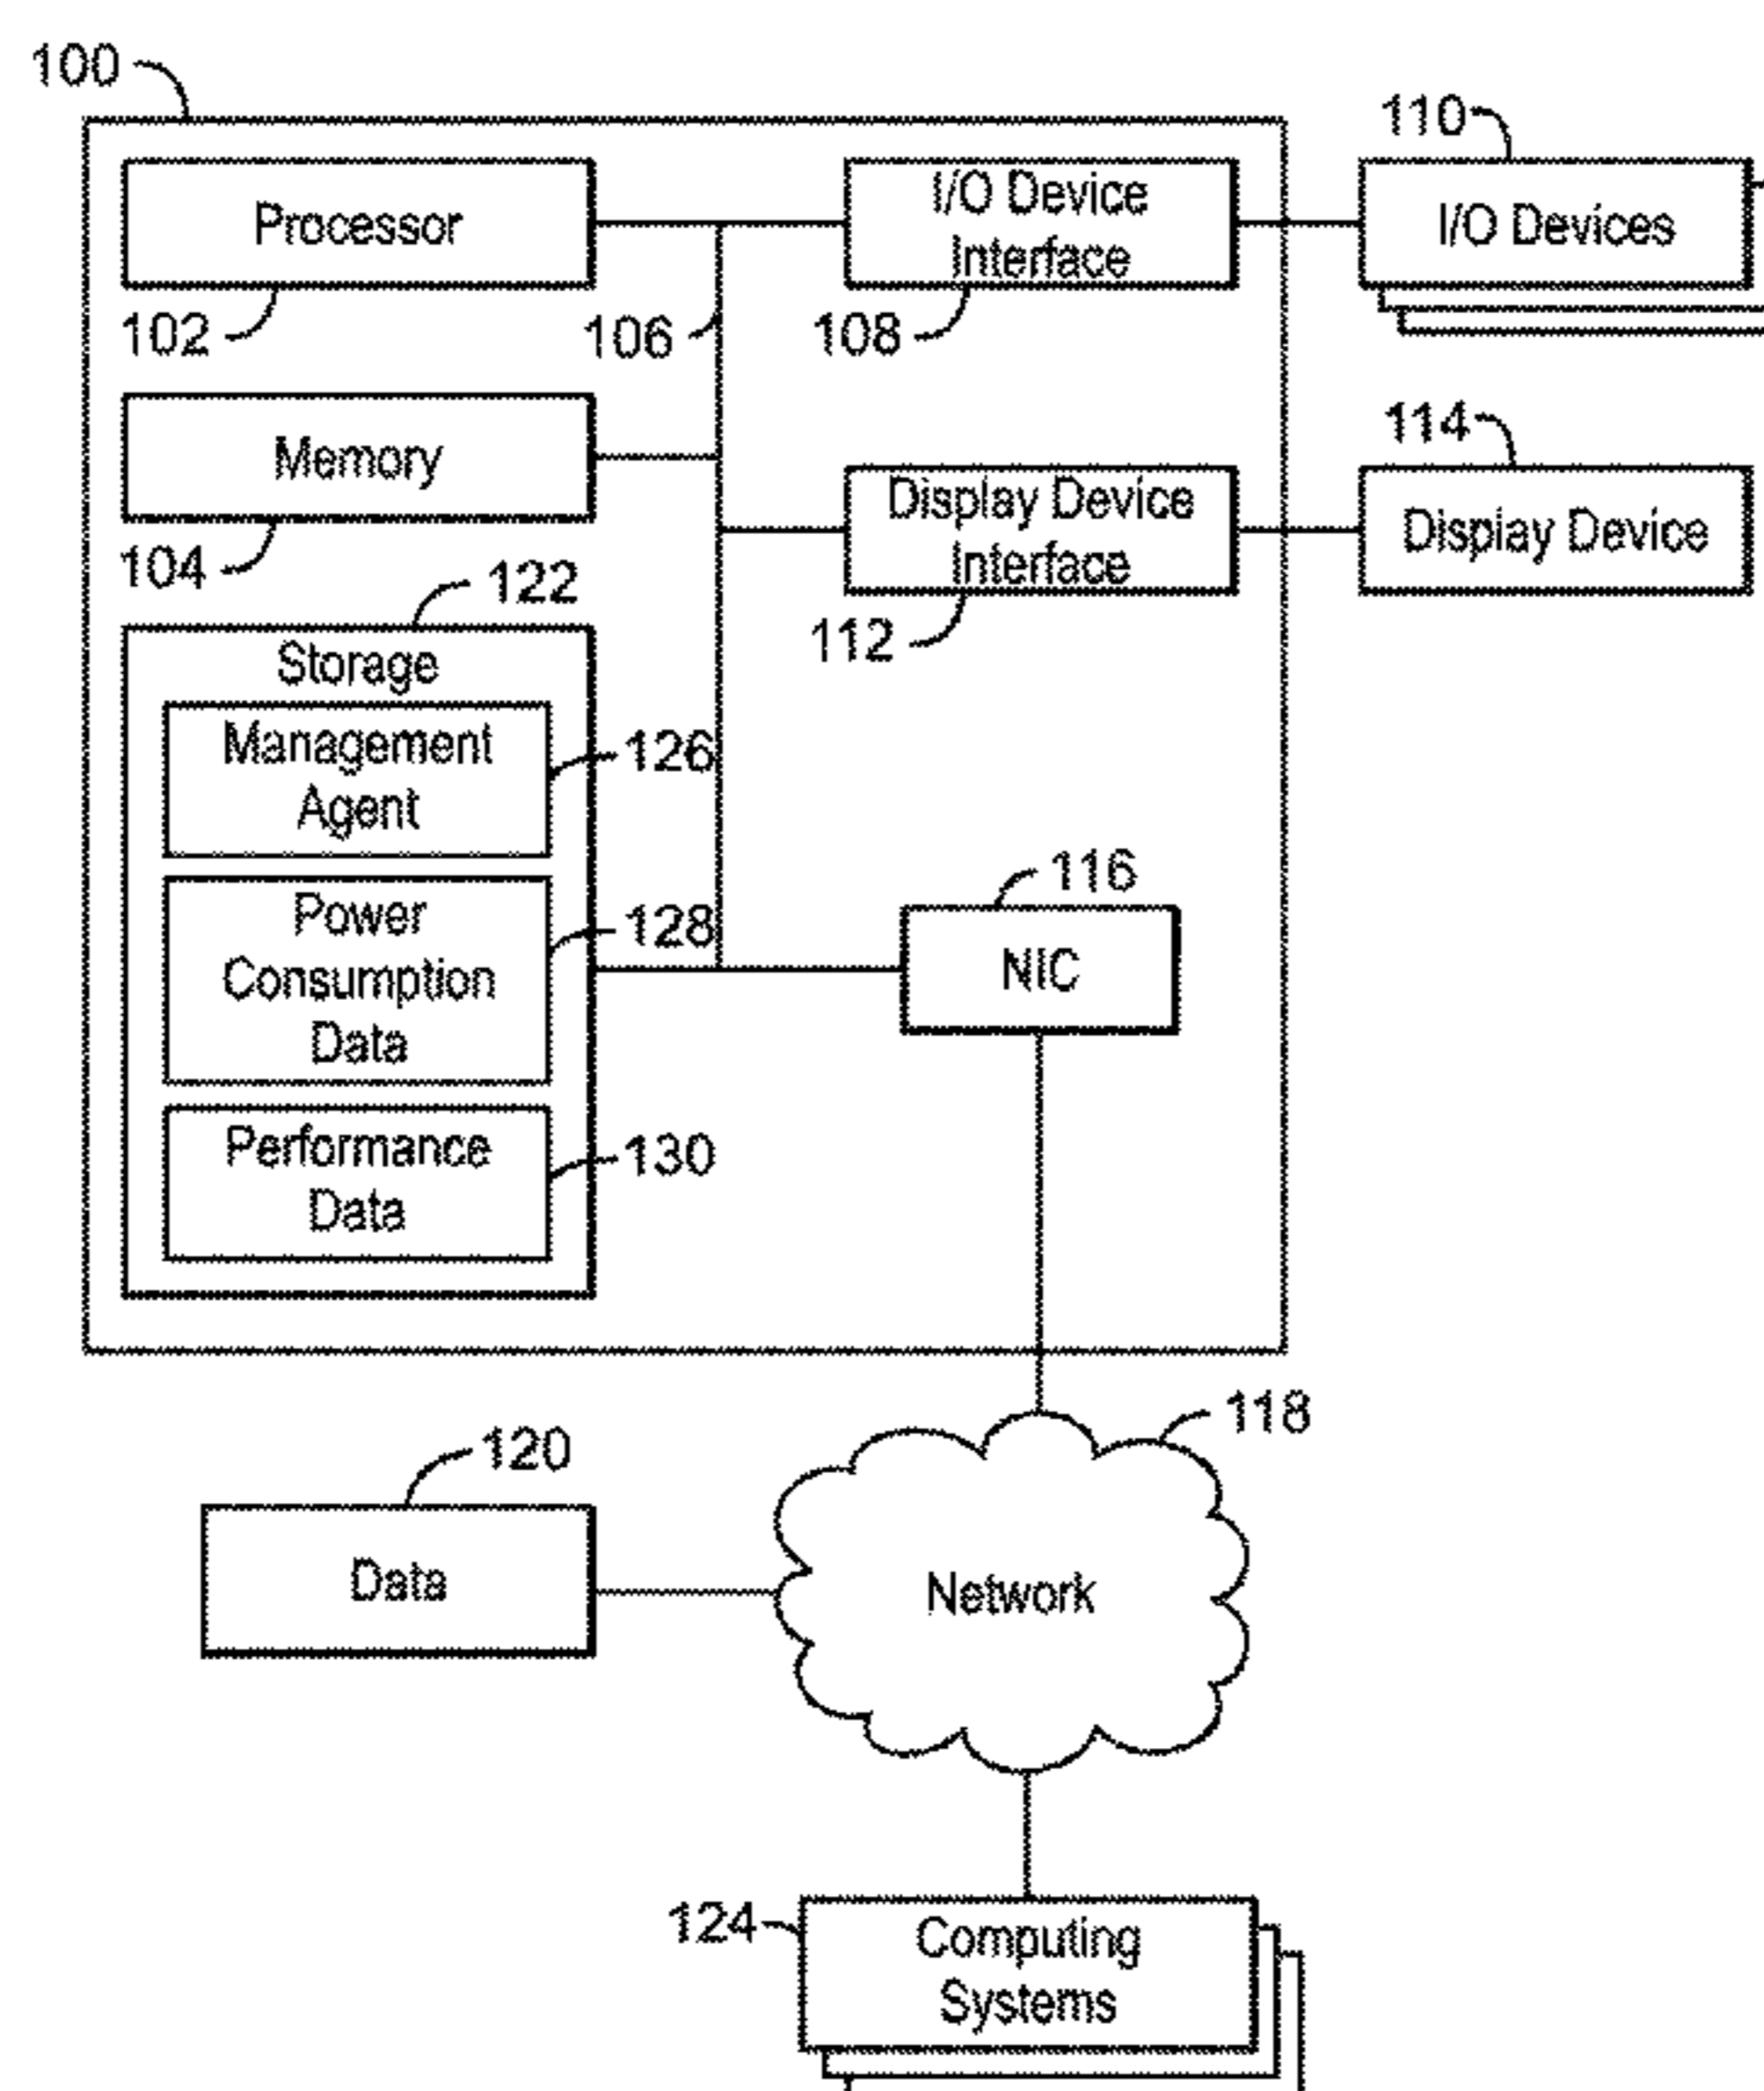 100
110
Processor
I/O Device
Interface
I/O Devices
102
106
108
114
Memory
Display Device
Interface
Display Device
104
122
112
Storage
Management
Agent
126
116
Power
Consumption
Data
128
NIC
Performance
Data
130
118
120
Data
Network
124
Computing
Systems